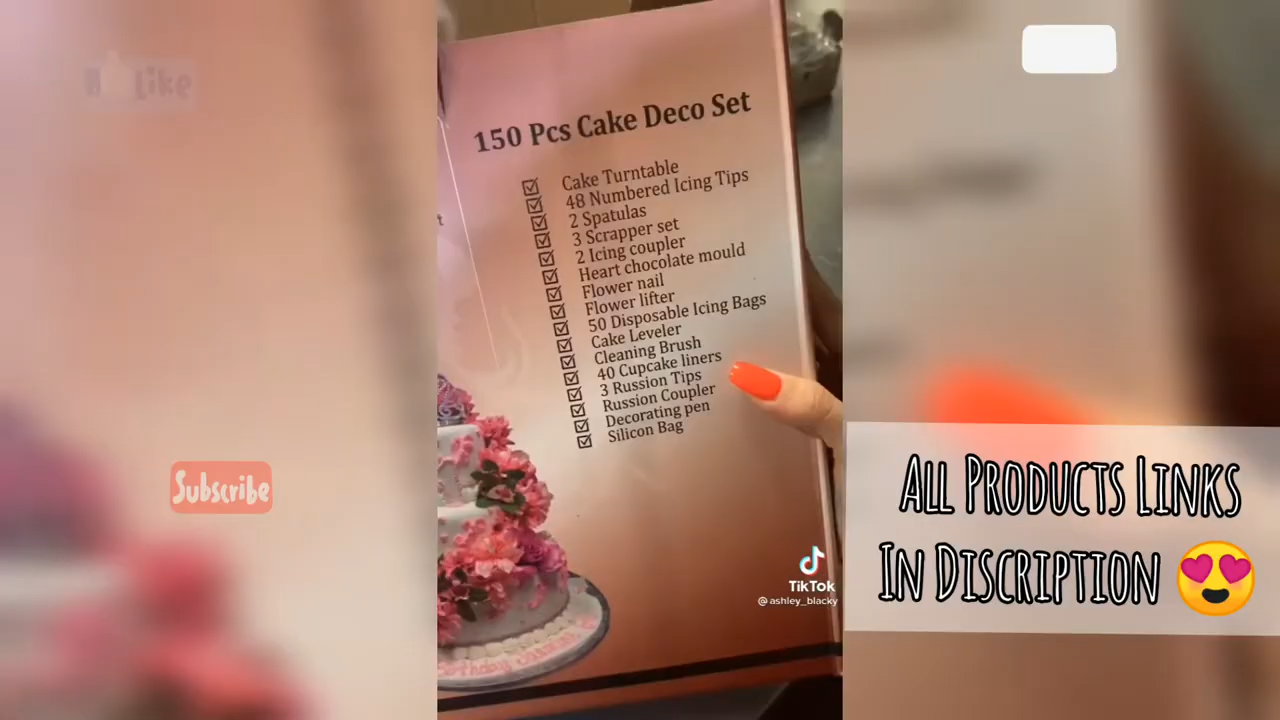 Like
150 Pcs Cake Deco Set
Cake Turntable
48 Numbered Icing Tips
2 Spatulas
3 Scrapper set
2 Icing coupler
Heart chocolate mould
Flower nail
Flower lifter
50 Disposable Icing Bags
Cake Leveler
Cleaning Brush
40 Cupcake liners
3 Russion Tips
Russion Coupler
Decorating pen
Silicon Bag
t
Subscribe
TikTok
@ashley_blacky
All Products Links
In Discription